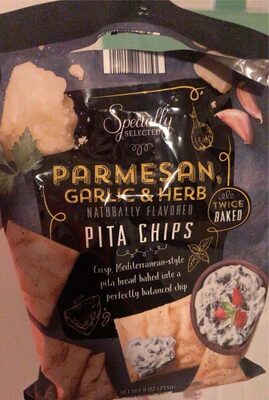 Specially
SELECTED
PARMESAN,
GARLIC & HERB
NATURALLY FLAVORED
PITA CHIPS
TWICE
BAKED
Crisp, Mediterranean-style
pita bread baked into a
perfectly balanced chip
NET WT 9 OZ (255g)